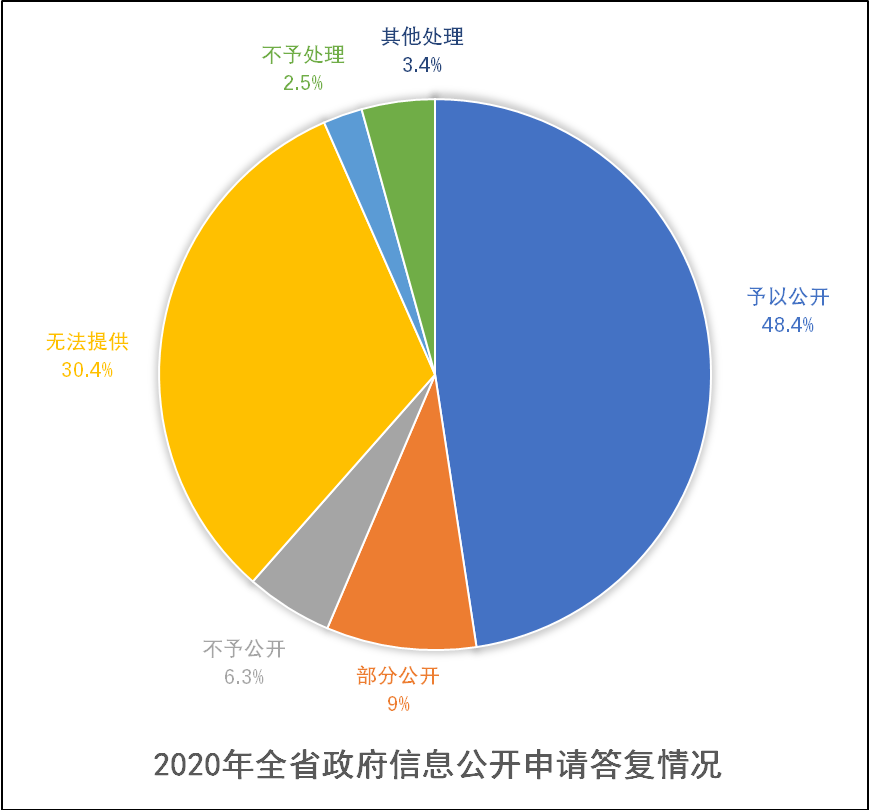 其他处理
3.4%
不予处理
2.5%
予以公开
48.4%
无法提供
30.4%
不予公开
6.3%
部分公开
9%
2020年全省政府信息公开申请答复情况